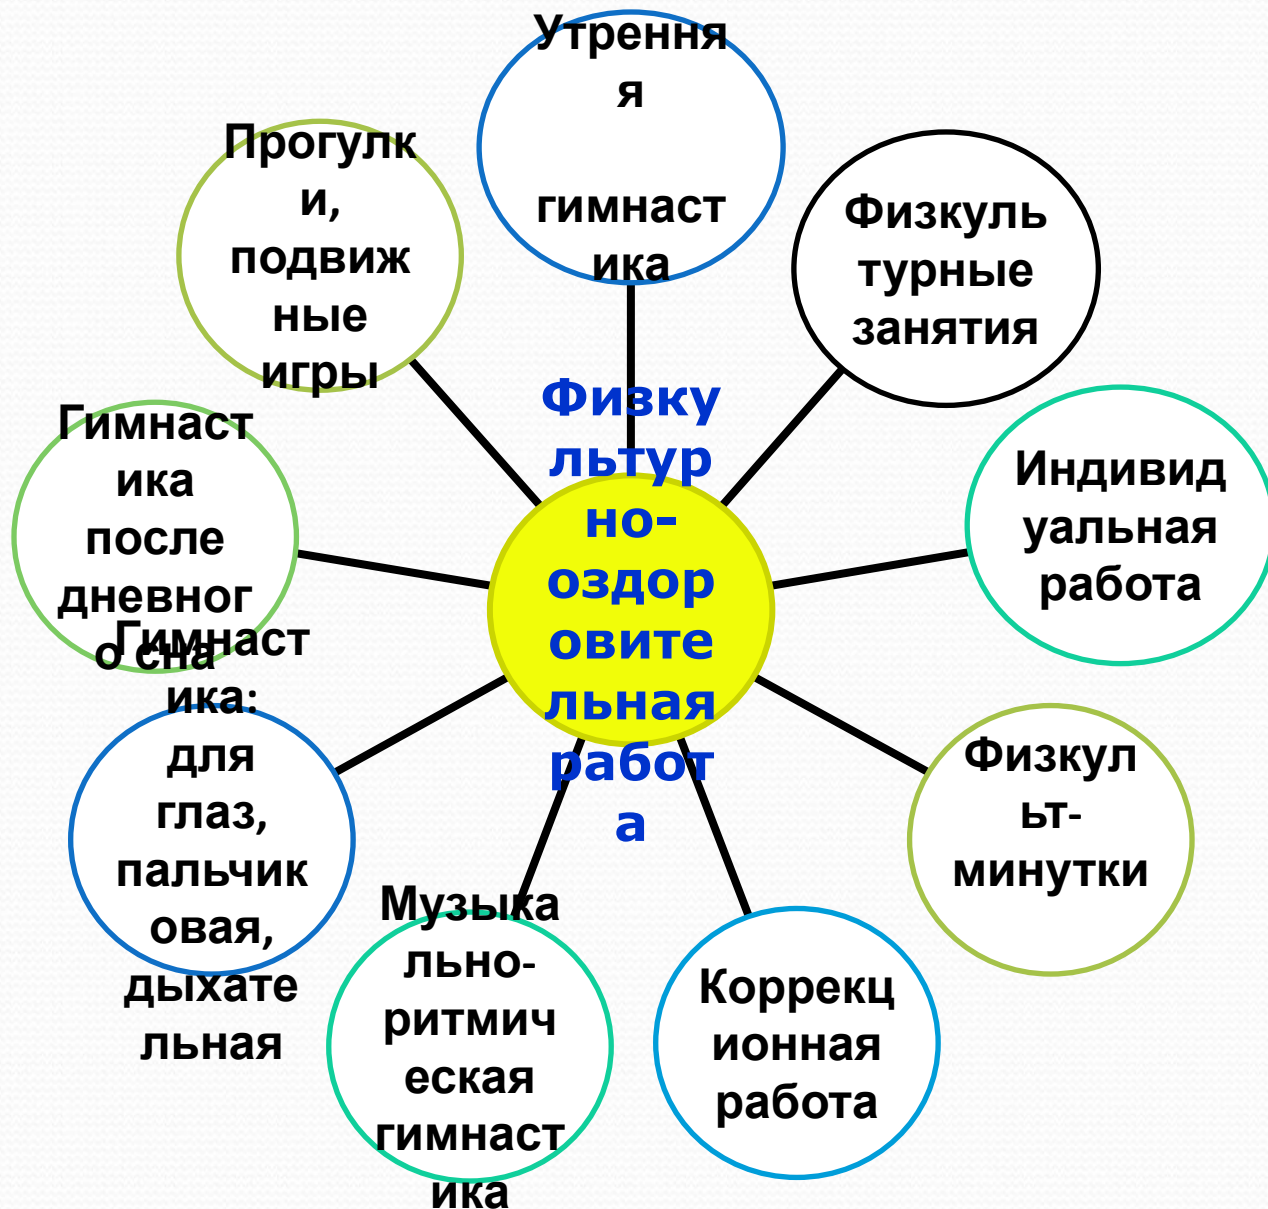 Утрення
я
гимнаст
ика
Физкуль
турные
занятия
Индивид
уальная
работа
Физкул
ьт-
минутки
Коррекц
ионная
работа
Музыка
льно-
ритмич
еская
гимнаст
ика
Гимнаст
ика:
для
глаз,
пальчик
овая,
дыхате
льная
Гимнаст
ика
после
дневног
о сна
Прогулк
и,
подвиж
ные
игры
Физку
льтур
но-
оздор
овите
льная
работ
а